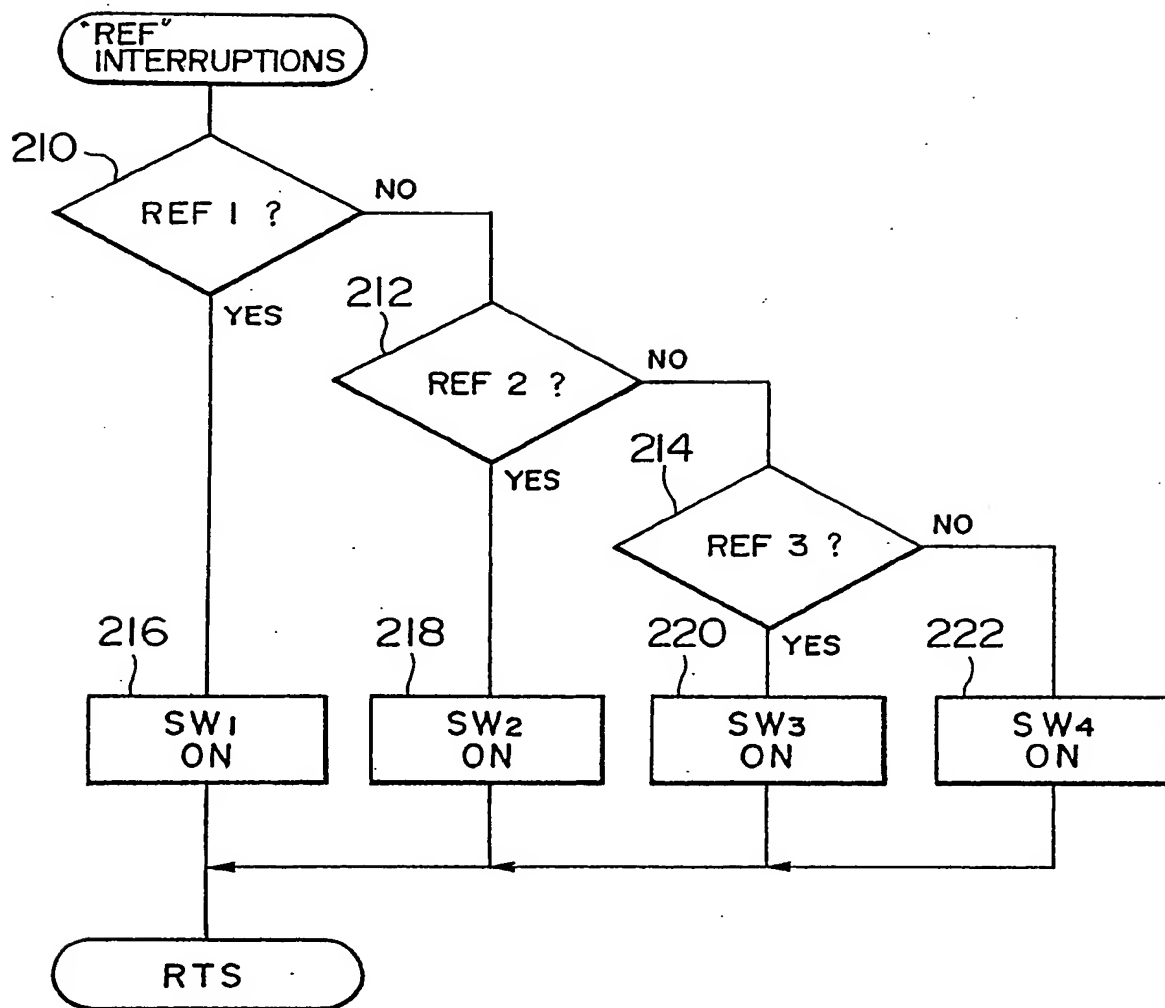 "REF"
INTERRUPTIONS
210
REF 1 ?
NO
YES
212
REF 2 ?
NO
YES
214
REF 3 ?
NO
YES
216
218
220
222
SW1
ON
SW2
ON
SW3
ON
SW4
ON
RTS